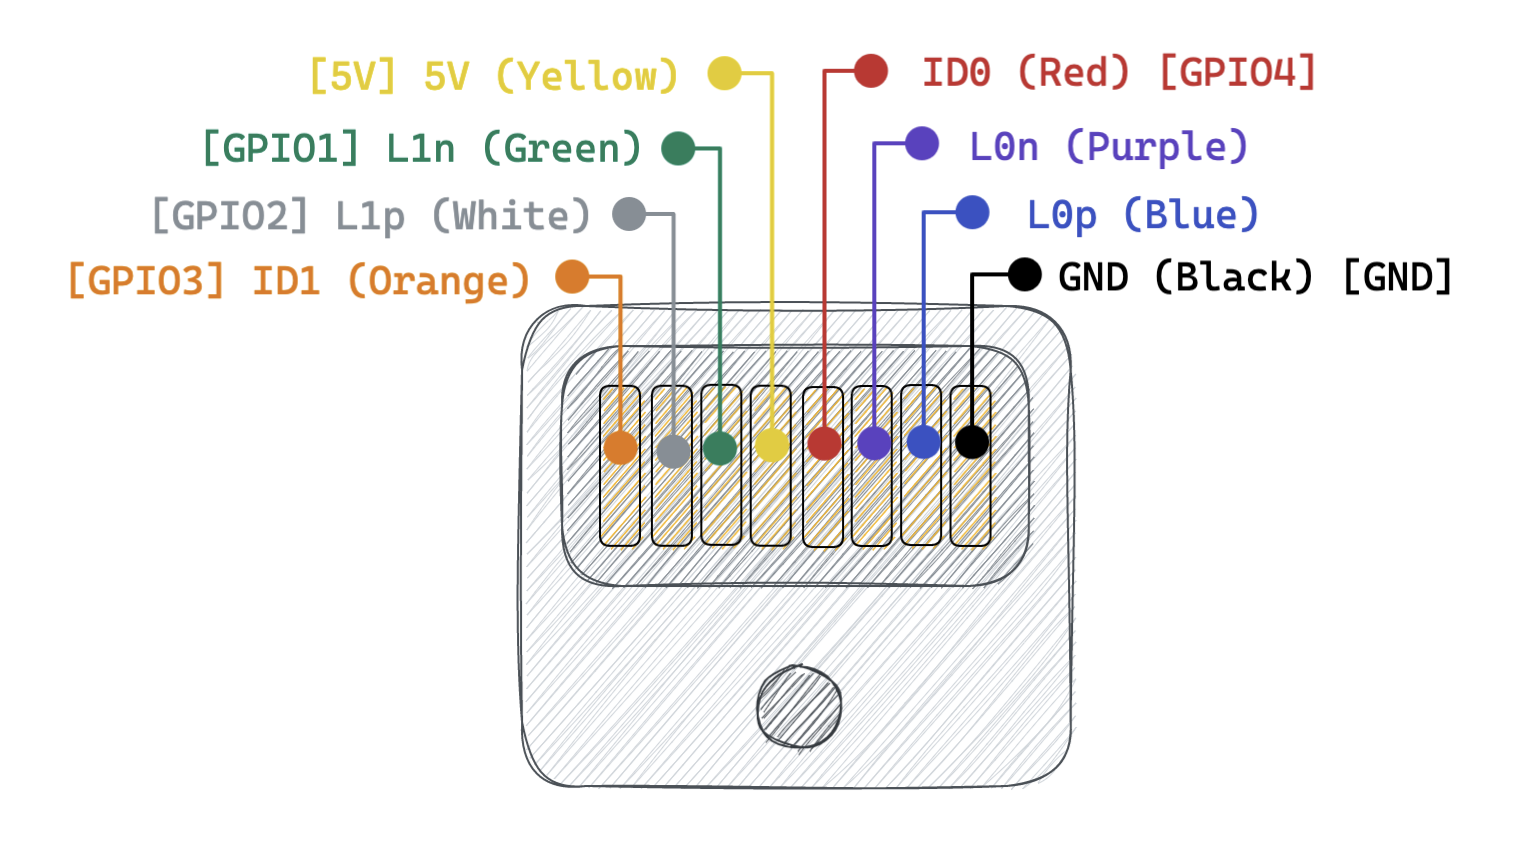 [5V] 5V (Yellow)
ID0 (Red) [GPIO4]
[GPIO1] L1n (Green)
L0n (Purple)
[GPIO2] L1p (White)
L0p (Blue)
[GPIO3] ID1 (Orange)
GND (Black) [GND]